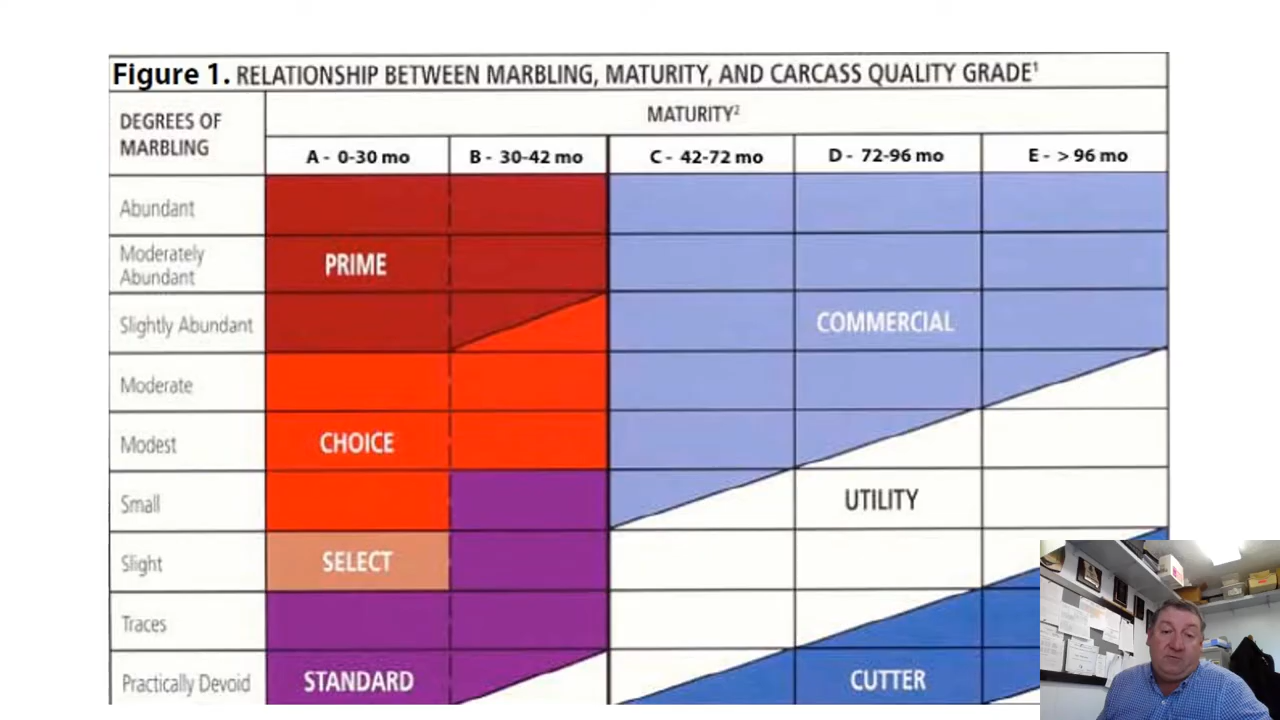 Figure 1. RELATIONSHIP BETWEEN MARBLING, MATURITY, AND CARCASS QUALITY GRADE¹
DEGREES OF
MARBLING
MATURITY²
A - 0-30 mo
B - 30-42 mo
C - 42-72 mo
D - 72-96 mo
E - > 96 mo
Abundant
Moderately
Abundant
PRIME
Slightly Abundant
COMMERCIAL
Moderate
Modest
CHOICE
Small
UTILITY
Slight
SELECT
Traces
Practically Devoid
STANDARD
CUTTER